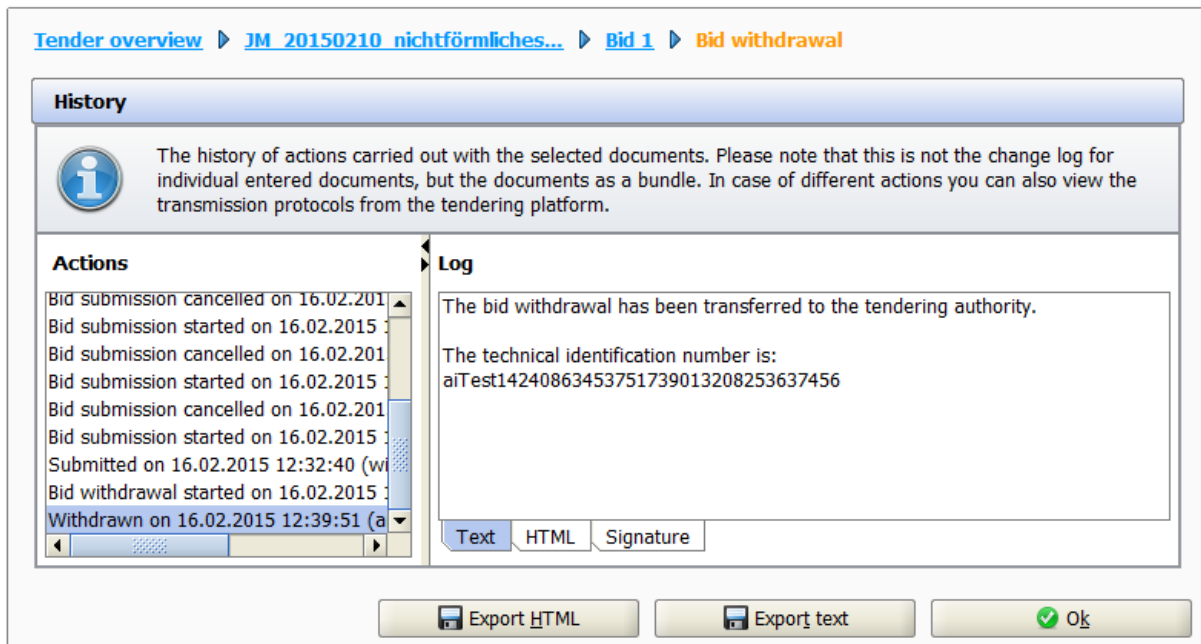 Tender overview JM_20150210_nichtförmliches... Bid 1 Bid withdrawal
History
The history of actions carried out with the selected documents. Please note that this is not the change log for
individual entered documents, but the documents as a bundle. In case of different actions you can also view the
transmission protocols from the tendering platform.
Actions
Bid submission cancelled on 16.02.201
Bid submission started on 16.02.2015 1
Bid submission cancelled on 16.02.201
Bid submission started on 16.02.2015 1
Bid submission cancelled on 16.02.201
Bid submission started on 16.02.2015 1
Submitted on 16.02.2015 12:32:40 (wi
Bid withdrawal started on 16.02.2015 1
Withdrawn on 16.02.2015 12:39:51 (a
Log
The bid withdrawal has been transferred to the tendering authority.
The technical identification number is:
aiTest14240863453751739013208253637456
Text HTML Signature
Export HTML Export text Ok